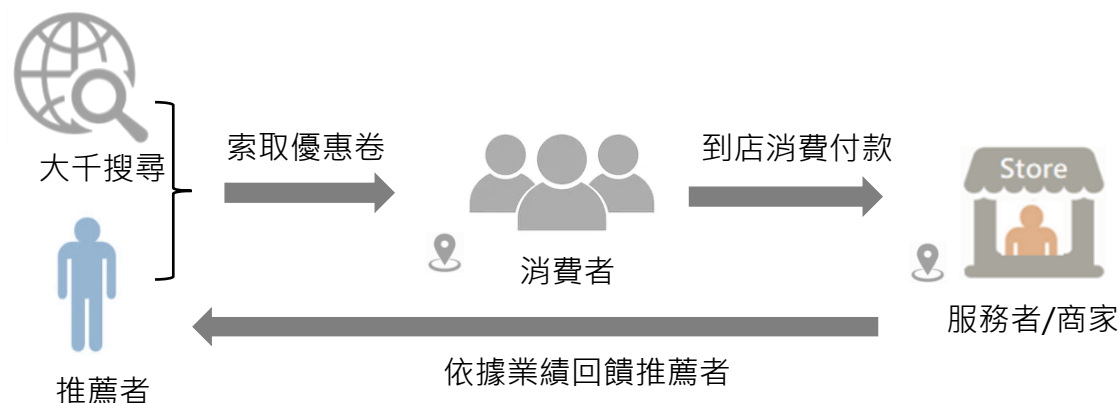 大千搜尋
推薦者
索取優惠卷
消費者
到店消費付款
Store
服務者/商家
依據業績回饋推薦者